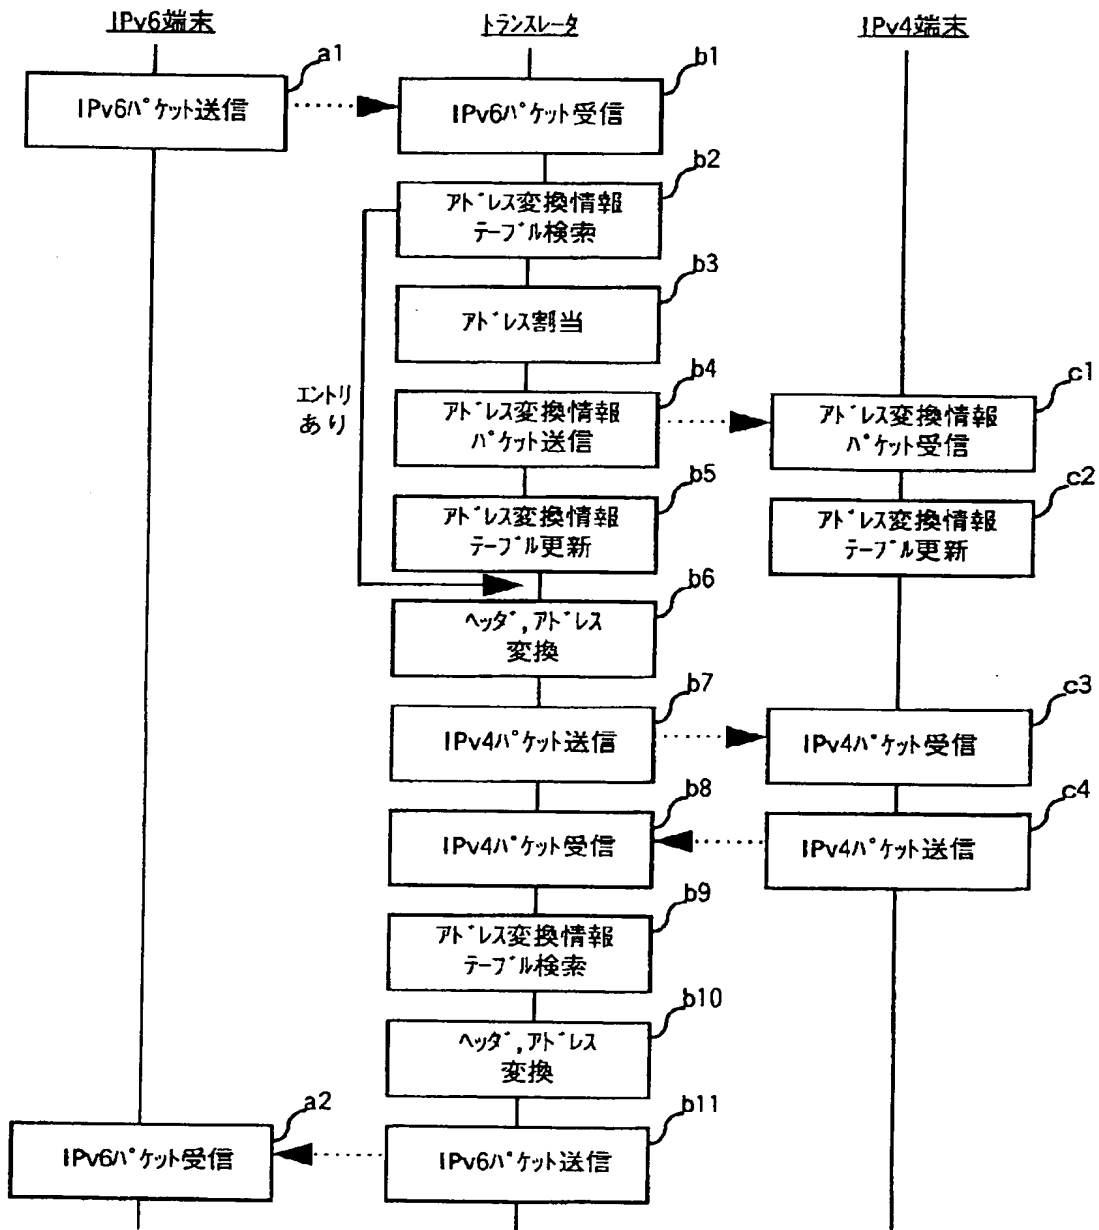 IPv6端末
トランスレータ
IPv4端末
a1
IPv6パケット送信
b1
IPv6パケット受信
b2
アドレス変換情報
テーブル検索
b3
アドレス割当
エントリ
あり
b4
アドレス変換情報
パケット送信
c1
アドレス変換情報
パケット受信
b5
アドレス変換情報
テーブル更新
c2
アドレス変換情報
テーブル更新
b6
ヘッダ,アドレス
変換
b7
IPv4パケット送信
c3
IPv4パケット受信
b8
IPv4パケット受信
c4
IPv4パケット送信
b9
アドレス変換情報
テーブル検索
b10
ヘッダ,アドレス
変換
a2
IPv6パケット受信
b11
IPv6パケット送信